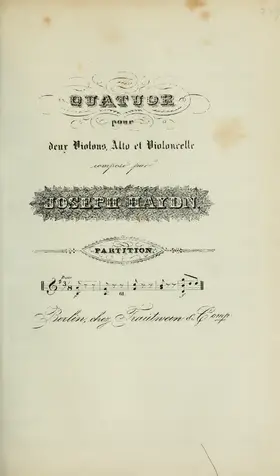 QUATUOR
pour
deux Violons, Alto et Violoncelle
composé par
JOSEPH HAYDN.
PARTITION.
Berlin, chez Trautwein & Comp